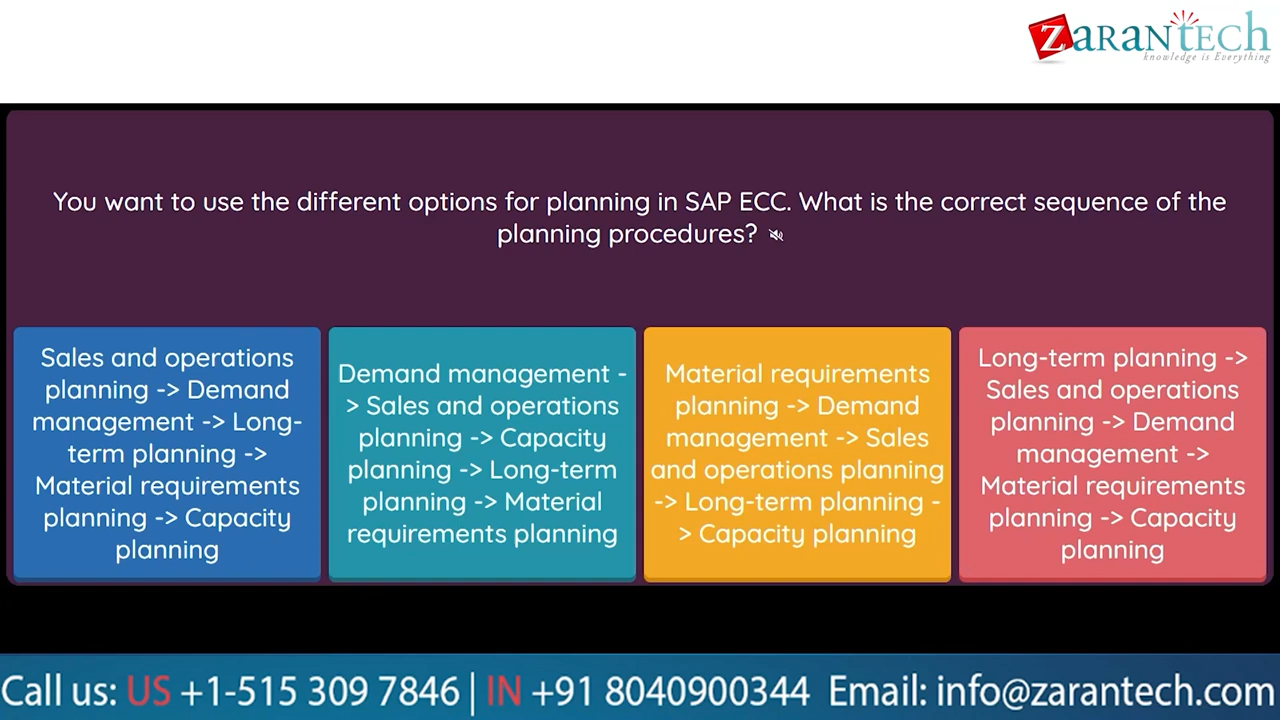 ZARANTECH
knowledge is Everything
You want to use the different options for planning in SAP ECC. What is the correct sequence of the
planning procedures?
Sales and operations
planning -> Demand
management -> Long-
term planning ->
Material requirements
planning -> Capacity
planning
Demand management -
> Sales and operations
planning -> Capacity
planning -> Long-term
planning -> Material
requirements planning
Material requirements
planning -> Demand
management -> Sales
and operations planning
-> Long-term planning -
> Capacity planning
Long-term planning ->
Sales and operations
planning -> Demand
management ->
Material requirements
planning -> Capacity
planning
Call us: US +1-515 309 7846 | IN +91 8040900344 Email: info@zarantech.com